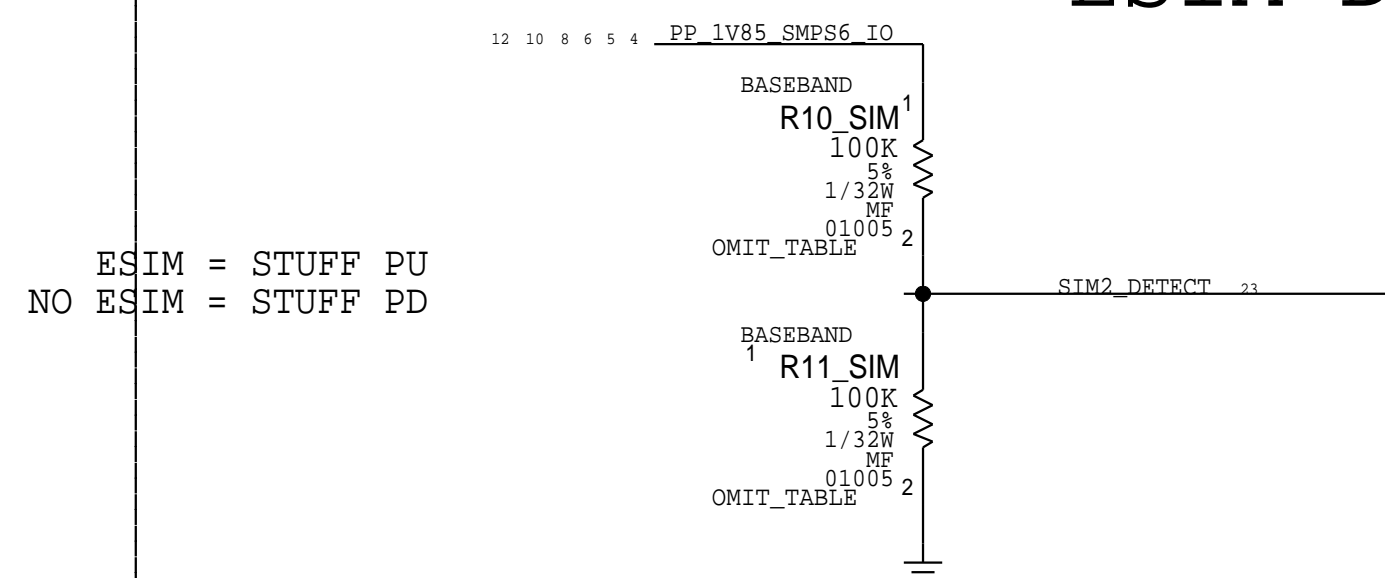 12 10 8 6 5 4 PP_1V85_SMPS6_IO
BASEBAND
R10_SIM 1
100K
5%
1/32W
MF
01005 2
OMIT_TABLE
ESIM = STUFF PU
NO ESIM = STUFF PD
SIM2_DETECT 23
BASEBAND
1
R11_SIM
100K
5%
1/32W
MF
01005 2
OMIT_TABLE